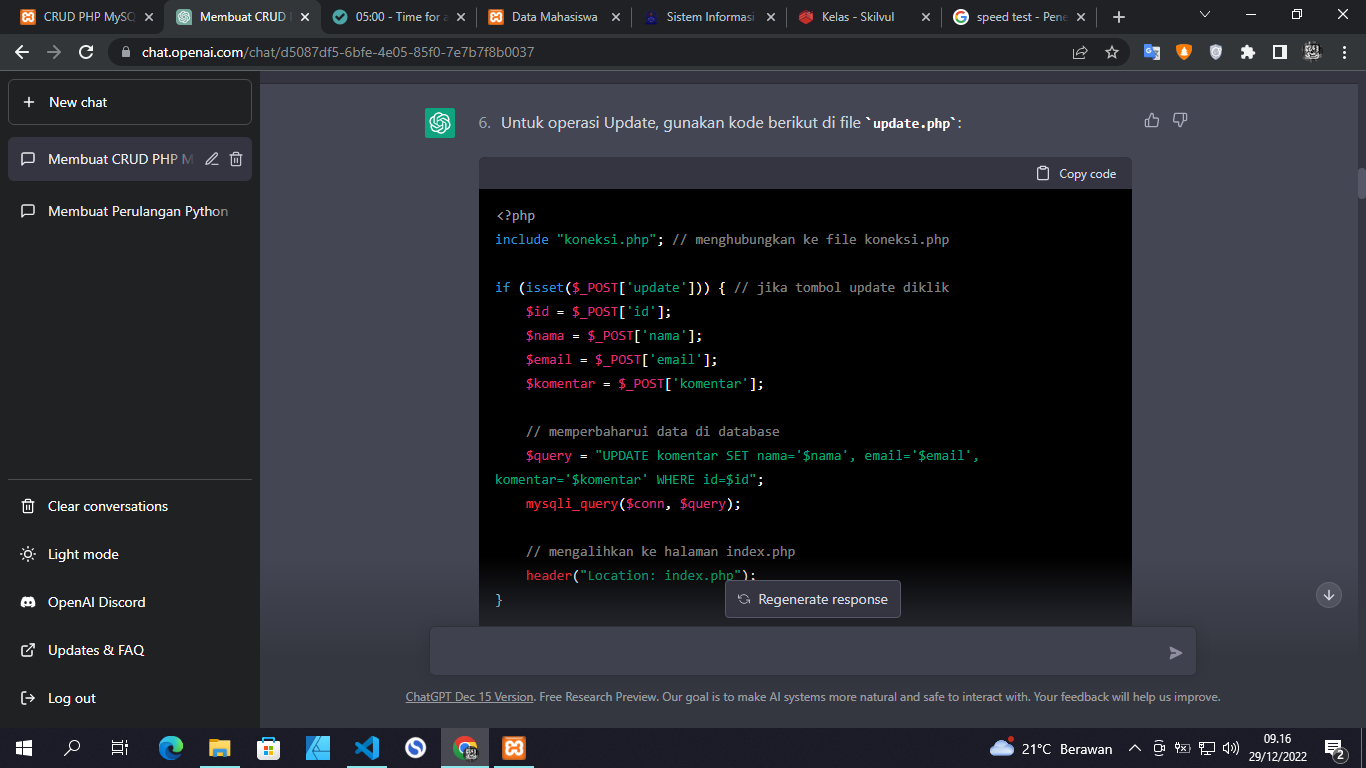 CRUD PHP MySQ
Membuat CRUD
05:00 - Time for a
Data Mahasiswa
Sistem Informasi
Kelas - Skilvul
speed test - Pene
chat.openai.com/chat/d5087df5-6bfe-4e05-85f0-7e7b7f8b0037
New chat
Membuat CRUD PHP M
Membuat Perulangan Python
Clear conversations
Light mode
OpenAI Discord
Updates & FAQ
Log out
6. Untuk operasi Update, gunakan kode berikut di file `update.php`:
Copy code
<?php
include "koneksi.php"; // menghubungkan ke file koneksi.php
if (isset($_POST['update'])) { // jika tombol update diklik
$id = $_POST['id'];
$nama = $_POST['nama'];
$email = $_POST['email'];
$komentar = $_POST['komentar'];
// memperbaharui data di database
$query = "UPDATE komentar SET nama='$nama', email='$email',
komentar='$komentar' WHERE id=$id";
mysqli_query($conn, $query);
// mengalihkan ke halaman index.php
header("Location: index.php");
}
Regenerate response
ChatGPT Dec 15 Version. Free Research Preview. Our goal is to make AI systems more natural and safe to interact with. Your feedback will help us improve.
21°C Berawan
09.16
29/12/2022
2